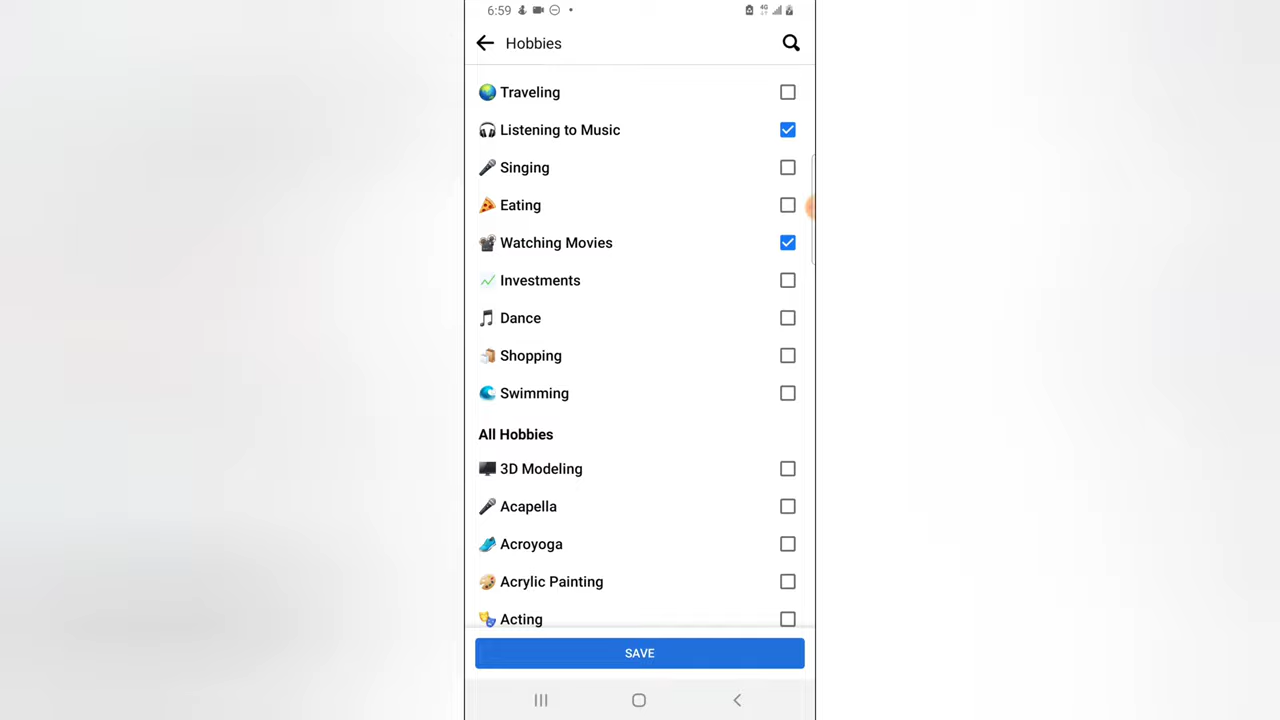 6:59 4G
Hobbies
Traveling
Listening to Music
Singing
Eating
Watching Movies
Investments
Dance
Shopping
Swimming
All Hobbies
3D Modeling
Acapella
Acroyoga
Acrylic Painting
Acting
SAVE